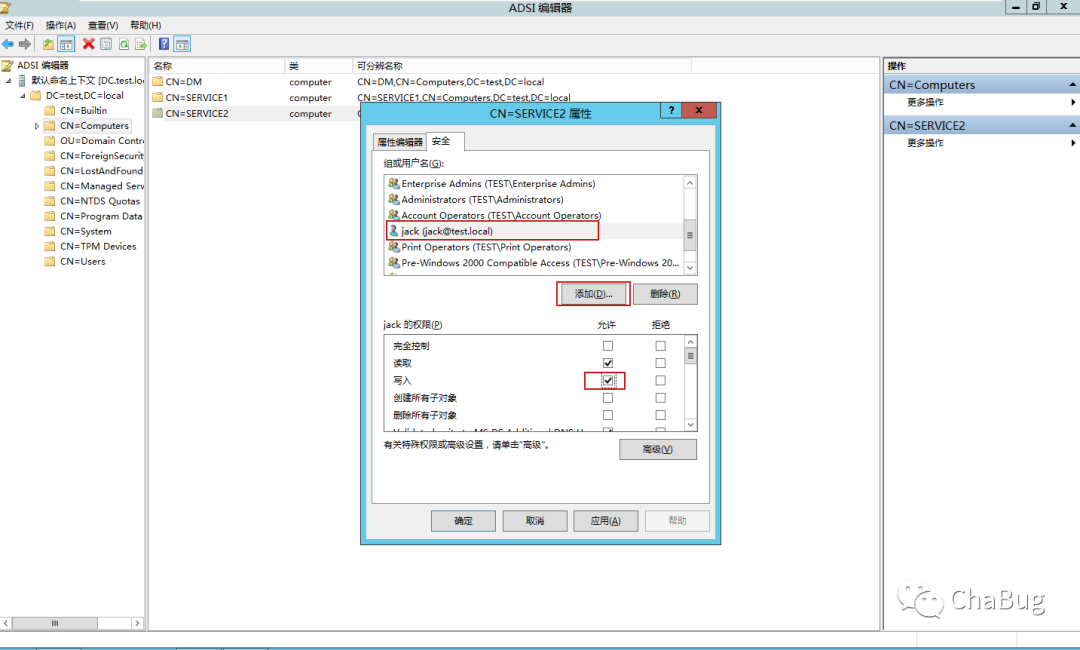 ADSI 编辑器
文件(F) 操作(A) 查看(V) 帮助(H)
ADSI 编辑器
默认命名上下文 [DC.test.lo
DC=test,DC=local
CN=Builtin
CN=Computers
OU=Domain Contr
CN=ForeignSecurit
CN=LostAndFound
CN=Managed Serv
CN=NTDS Quotas
CN=Program Data
CN=System
CN=TPM Devices
CN=Users
名称 类 可分辨名称
CN=DM computer CN=DM,CN=Computers,DC=test,DC=local
CN=SERVICE1 computer CN=SERVICE1,CN=Computers,DC=test,DC=local
CN=SERVICE2 computer
CN=SERVICE2 属性
? x
属性编辑器 安全
组或用户名(G):
Enterprise Admins (TEST\Enterprise Admins)
Administrators (TEST\Administrators)
Account Operators (TEST\Account Operators)
jack (jack@test.local)
Print Operators (TEST\Print Operators)
Pre-Windows 2000 Compatible Access (TEST\Pre-Windows 20...
添加(D)... 删除(R)
jack 的权限(P) 允许 拒绝
完全控制
读取
写入
创建所有子对象
删除所有子对象
有关特殊权限或高级设置，请单击"高级"。
高级(V)
确定 取消 应用(A) 帮助
操作
CN=Computers
更多操作
CN=SERVICE2
更多操作
ChaBug